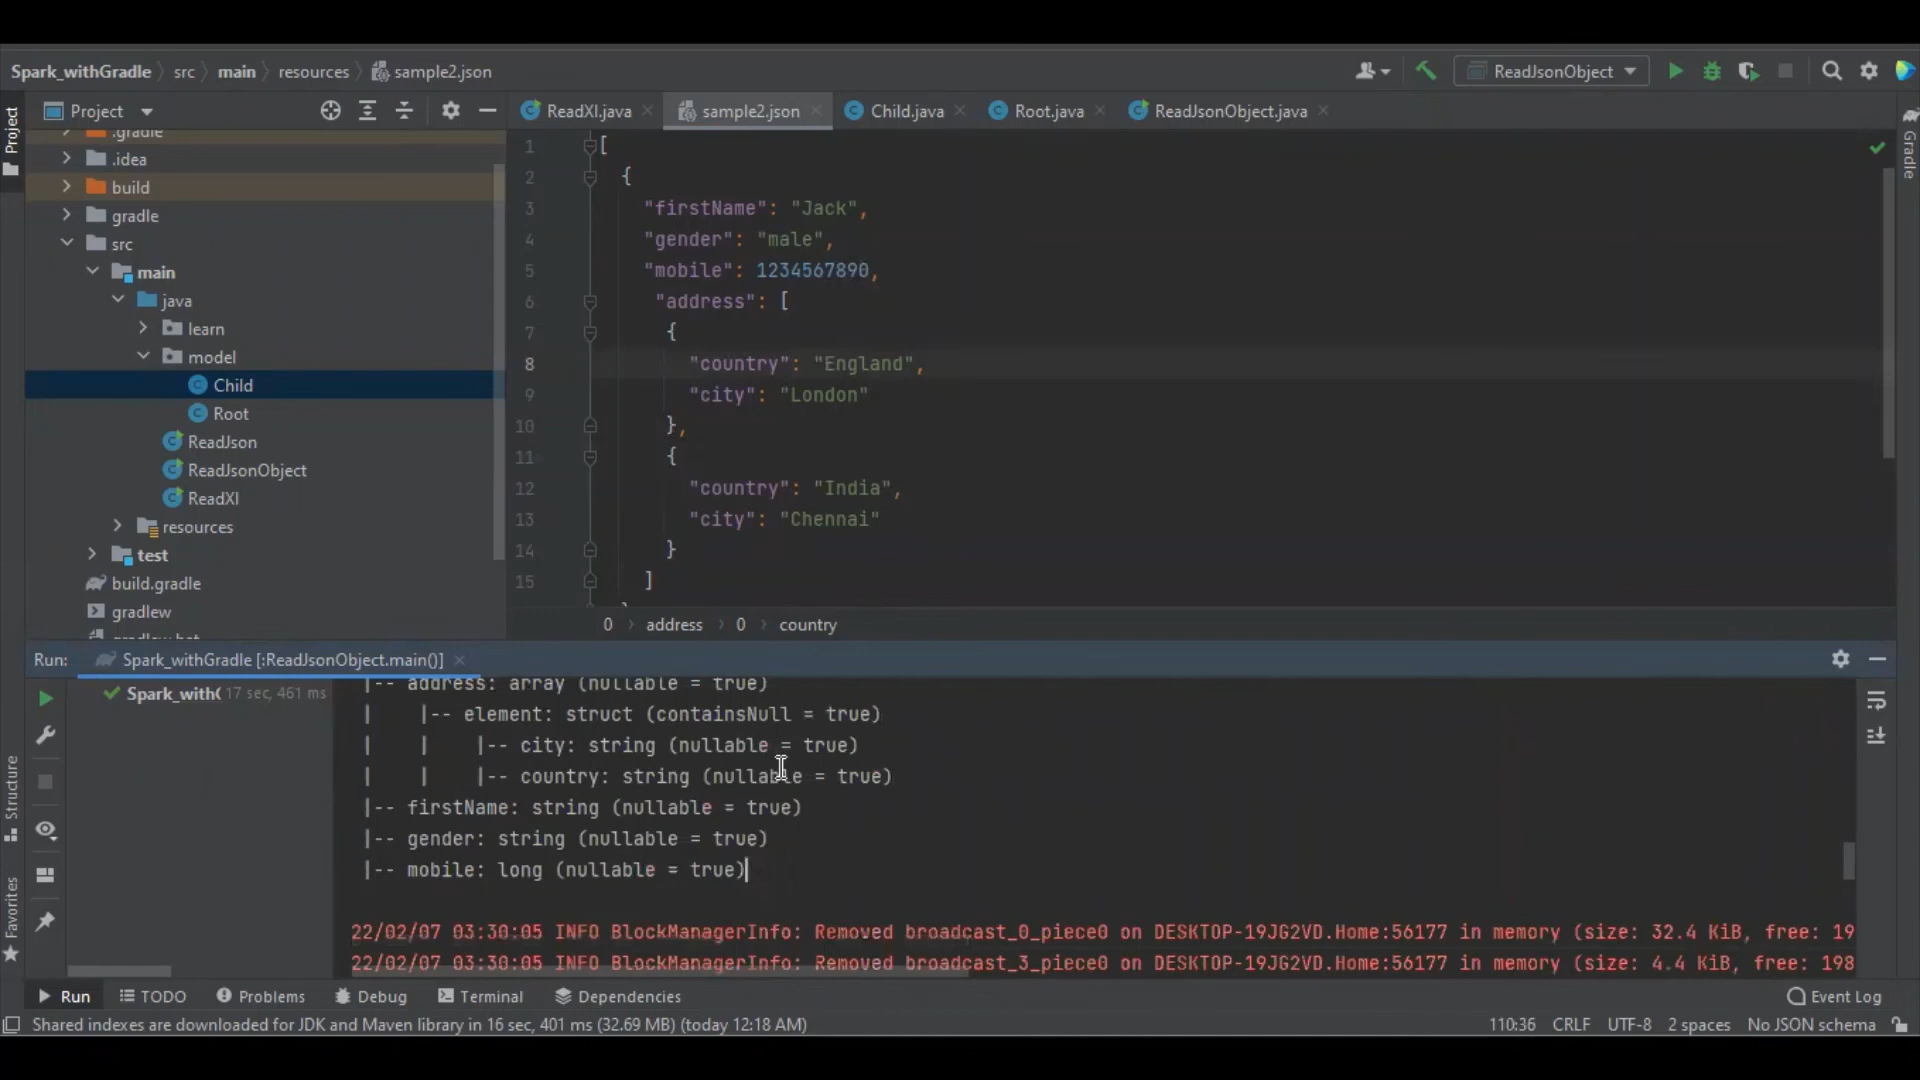 Spark_withGradle src main resources sample2.json
ReadJsonObject
Project
Project
.gradle
.idea
build
gradle
src
main
java
learn
model
Child
Root
ReadJson
ReadJsonObject
ReadXl
resources
test
build.gradle
gradlew
gradlew.bat
ReadXl.java sample2.json Child.java Root.java ReadJsonObject.java
1 [
2 {
3 "firstName": "Jack",
4 "gender": "male",
5 "mobile": 1234567890,
6 "address": [
7 {
8 "country": "England",
9 "city": "London"
10 },
11 {
12 "country": "India",
13 "city": "Chennai"
14 }
15 ]
0 address 0 country
Gradle
Run: Spark_withGradle [:ReadJsonObject.main()]
Spark_with( 17 sec, 461 ms
|-- address: array (nullable = true)
| |-- element: struct (containsNull = true)
| | |-- city: string (nullable = true)
| | |-- country: string (nullable = true)
|-- firstName: string (nullable = true)
|-- gender: string (nullable = true)
|-- mobile: long (nullable = true)
22/02/07 03:30:05 INFO BlockManagerInfo: Removed broadcast_0_piece0 on DESKTOP-19JG2VD.Home:56177 in memory (size: 32.4 KiB, free: 19
22/02/07 03:30:05 INFO BlockManagerInfo: Removed broadcast_3_piece0 on DESKTOP-19JG2VD.Home:56177 in memory (size: 4.4 KiB, free: 198
Structure
Favorites
Run TODO Problems Debug Terminal Dependencies Event Log
Shared indexes are downloaded for JDK and Maven library in 16 sec, 401 ms (32.69 MB) (today 12:18 AM) 110:36 CRLF UTF-8 2 spaces No JSON schema